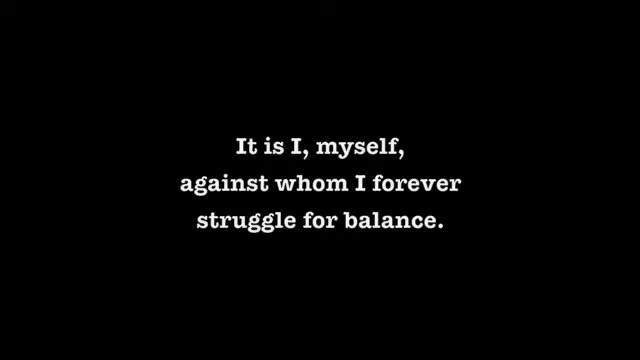 It is I, myself,
against whom I forever
struggle for balance.